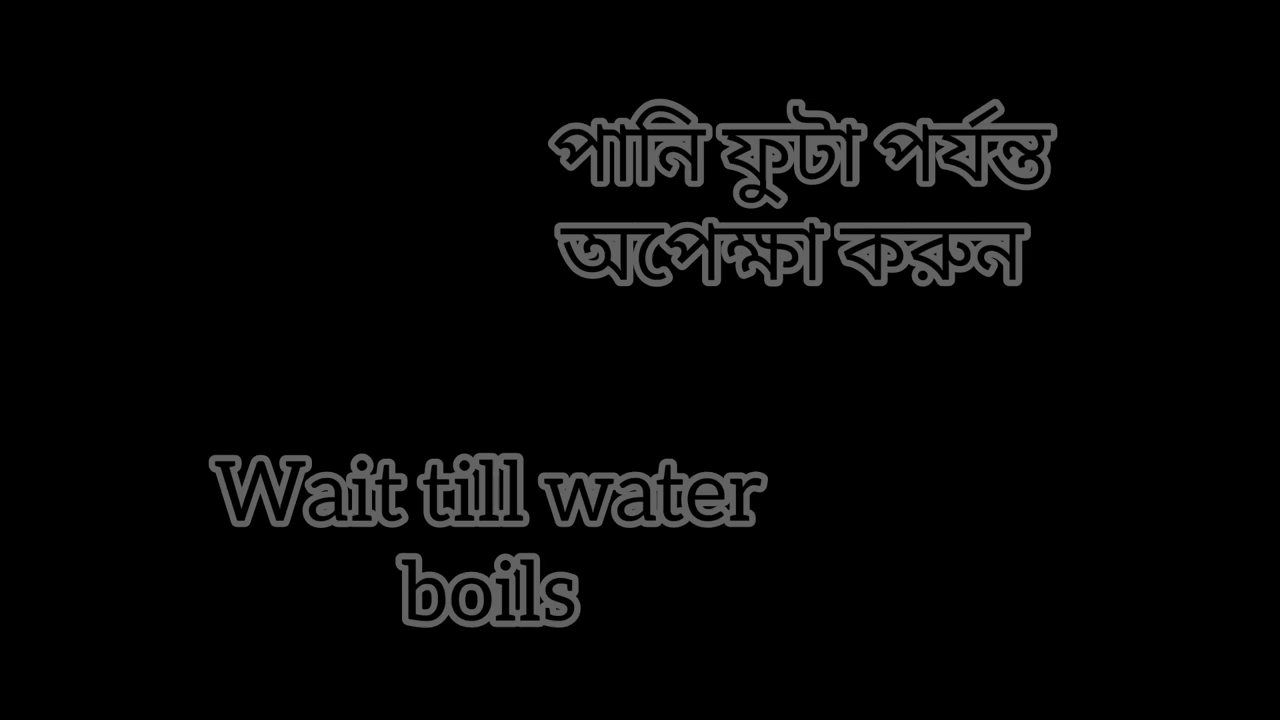 পানি ফুটা পর্যন্ত
অপেক্ষা করুন
Wait till water
boils